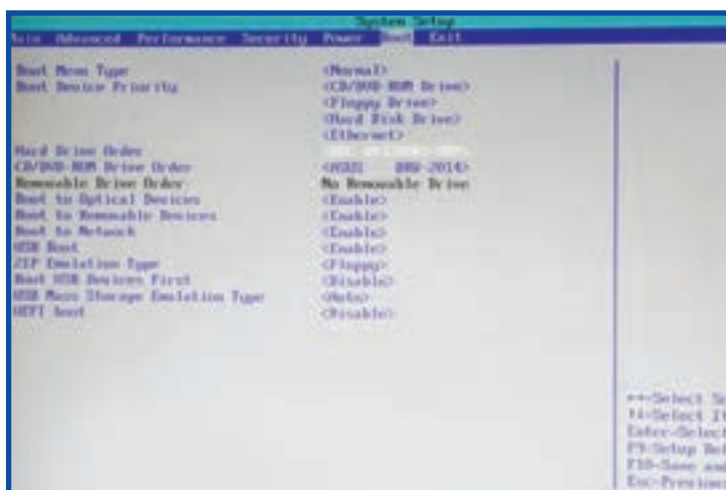 System Setup
Main Advanced Performance Security Power Boot Exit
Boot Menu Type <Normal>
Boot Device Priority <CD/DVD-ROM Drive>
<Floppy Drive>
<Hard Disk Drive>
<Ethernet>
Hard Drive Order
CD/DVD-ROM Drive Order <ASUS
Removable Drive Order No Removable Drive
Boot to Optical Devices <Enable>
Boot to Removable Devices <Enable>
Boot to Network <Enable>
USB Boot <Enable>
ZIP Emulation Type <Floppy>
Boot USB Devices First <Disable>
USB Mass Storage Emulation Type <Auto>
UEFI boot <Disable>
Select
Select
Enter-Select
F9-Setup
F10-Save and
Esc-Previous